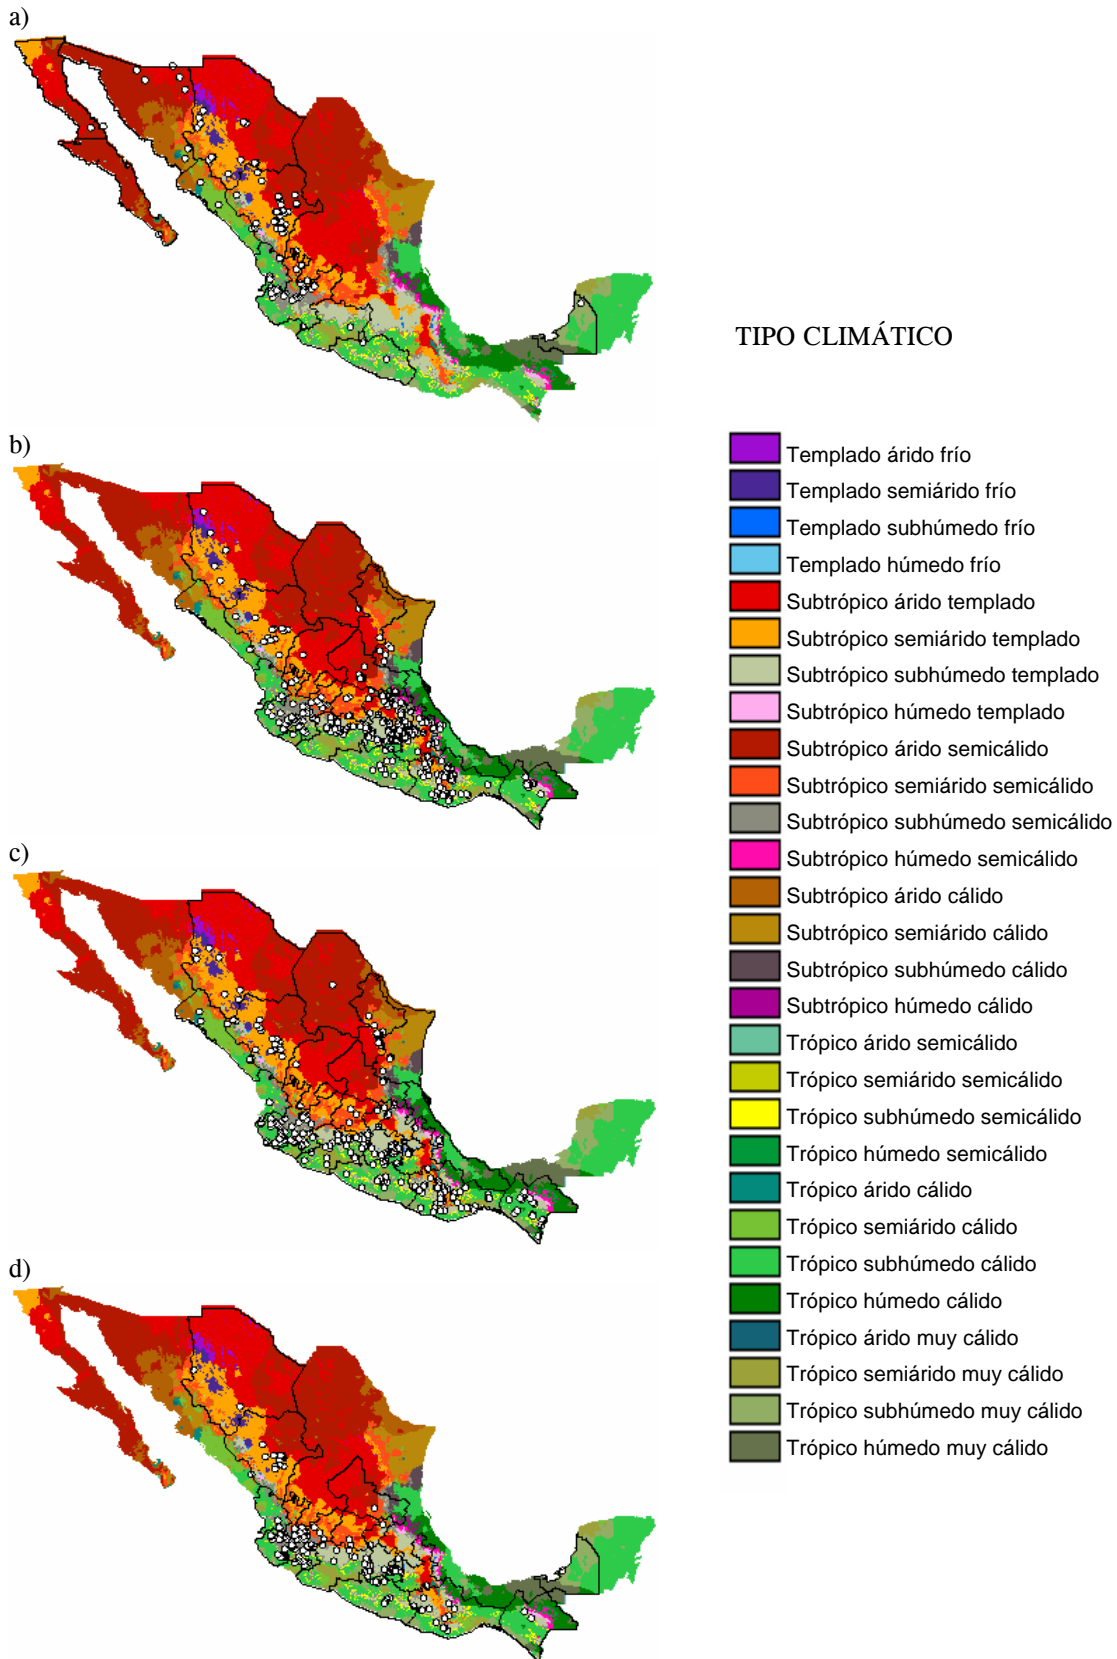 a)
b)
c)
d)
TIPO CLIMÁTICO
Templado árido frío
Templado semiárido frío
Templado subhúmedo frío
Templado húmedo frío
Subtrópico árido templado
Subtrópico semiárido templado
Subtrópico subhúmedo templado
Subtrópico húmedo templado
Subtrópico árido semicálido
Subtrópico semiárido semicálido
Subtrópico subhúmedo semicálido
Subtrópico húmedo semicálido
Subtrópico árido cálido
Subtrópico semiárido cálido
Subtrópico subhúmedo cálido
Subtrópico húmedo cálido
Trópico árido semicálido
Trópico semiárido semicálido
Trópico subhúmedo semicálido
Trópico húmedo semicálido
Trópico árido cálido
Trópico semiárido cálido
Trópico subhúmedo cálido
Trópico húmedo cálido
Trópico árido muy cálido
Trópico semiárido muy cálido
Trópico subhúmedo muy cálido
Trópico húmedo muy cálido